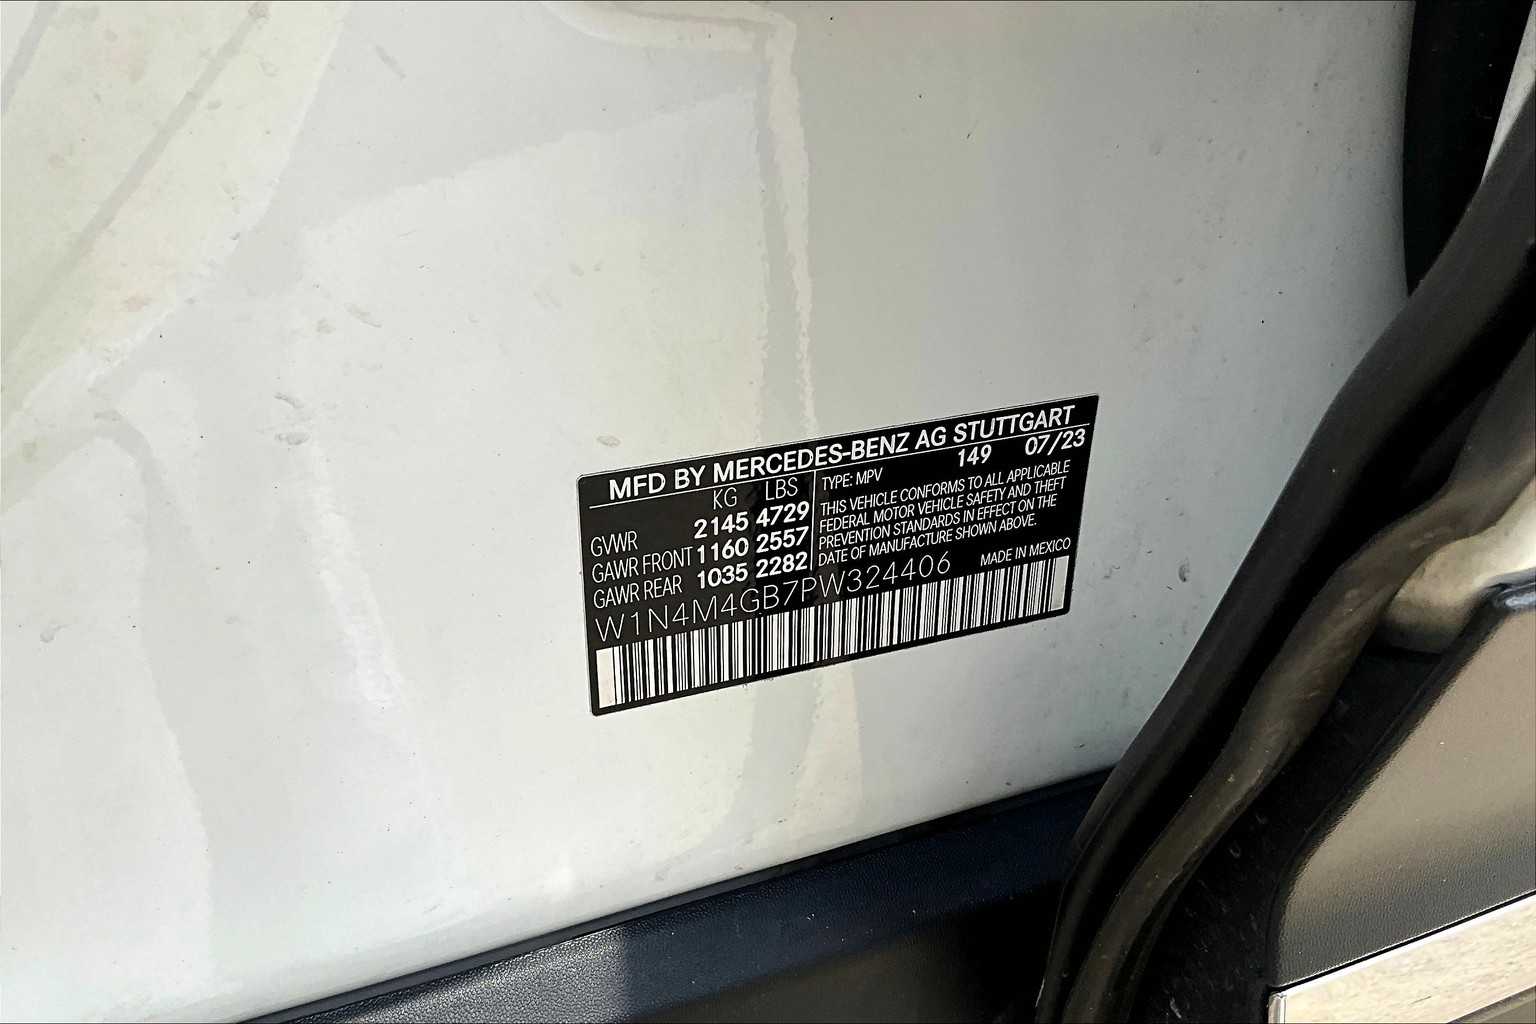 MFD BY MERCEDES-BENZ AG STUTTGART
KG LBS
GVWR 2145 4729
GAWR FRONT 1160 2557
GAWR REAR 1035 2282
149 07/23
TYPE: MPV
THIS VEHICLE CONFORMS TO ALL APPLICABLE
FEDERAL MOTOR VEHICLE SAFETY AND THEFT
PREVENTION STANDARDS IN EFFECT ON THE
DATE OF MANUFACTURE SHOWN ABOVE.
W1N4M4GB7PW324406
MADE IN MEXICO